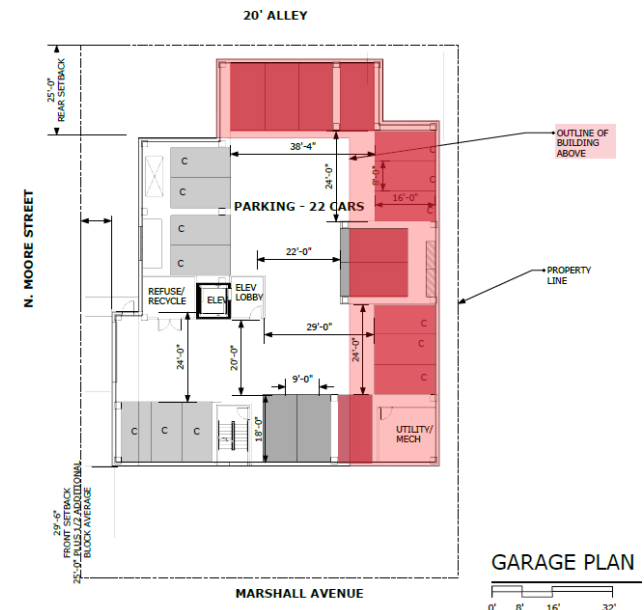 20' ALLEY
25'-0"
REAR SETBACK
38'-4"
24'-0"
OUTLINE OF
BUILDING
ABOVE
C
C
C
8'-0"
C
16'-0"
C
PARKING - 22 CARS
N. MOORE STREET
C
C
22'-0"
PROPERTY
LINE
REFUSE/
RECYCLE
ELEV
ELEV
LOBBY
29'-0"
24'-0"
20'-0"
24'-0"
C
C
C
9'-0"
C
C
C
18'-0"
UTILITY/
MECH
29'-6"
FRONT SETBACK
25'-0" PLUS 1/2 ADDITIONAL
BLOCK AVERAGE
GARAGE PLAN
MARSHALL AVENUE
0' 8' 16' 32'